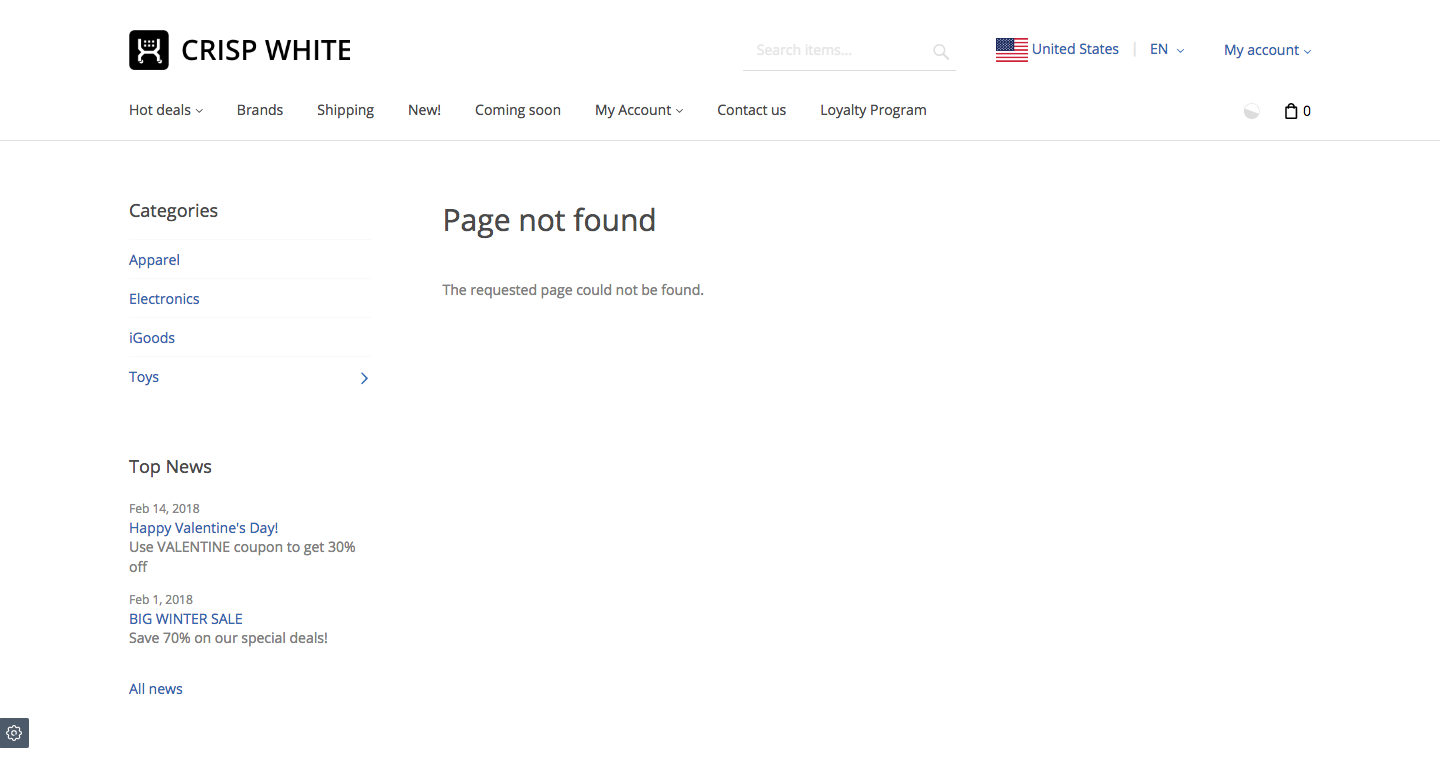 CRISP WHITE
Search items...
United States | EN
My account
Hot deals
Brands
Shipping
New!
Coming soon
My Account
Contact us
Loyalty Program
0
Categories
Apparel
Electronics
iGoods
Toys
Page not found
The requested page could not be found.
Top News
Feb 14, 2018
Happy Valentine's Day!
Use VALENTINE coupon to get 30%
off
Feb 1, 2018
BIG WINTER SALE
Save 70% on our special deals!
All news